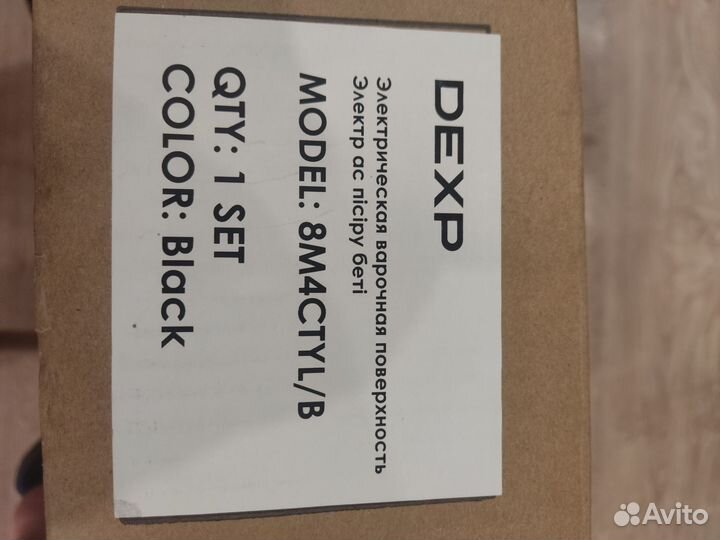 DEXP
Электрическая варочная поверхность
Электр ас пісіру беті
MODEL: 8M4CTYL/B
QTY: 1 SET
COLOR: Black
Avito